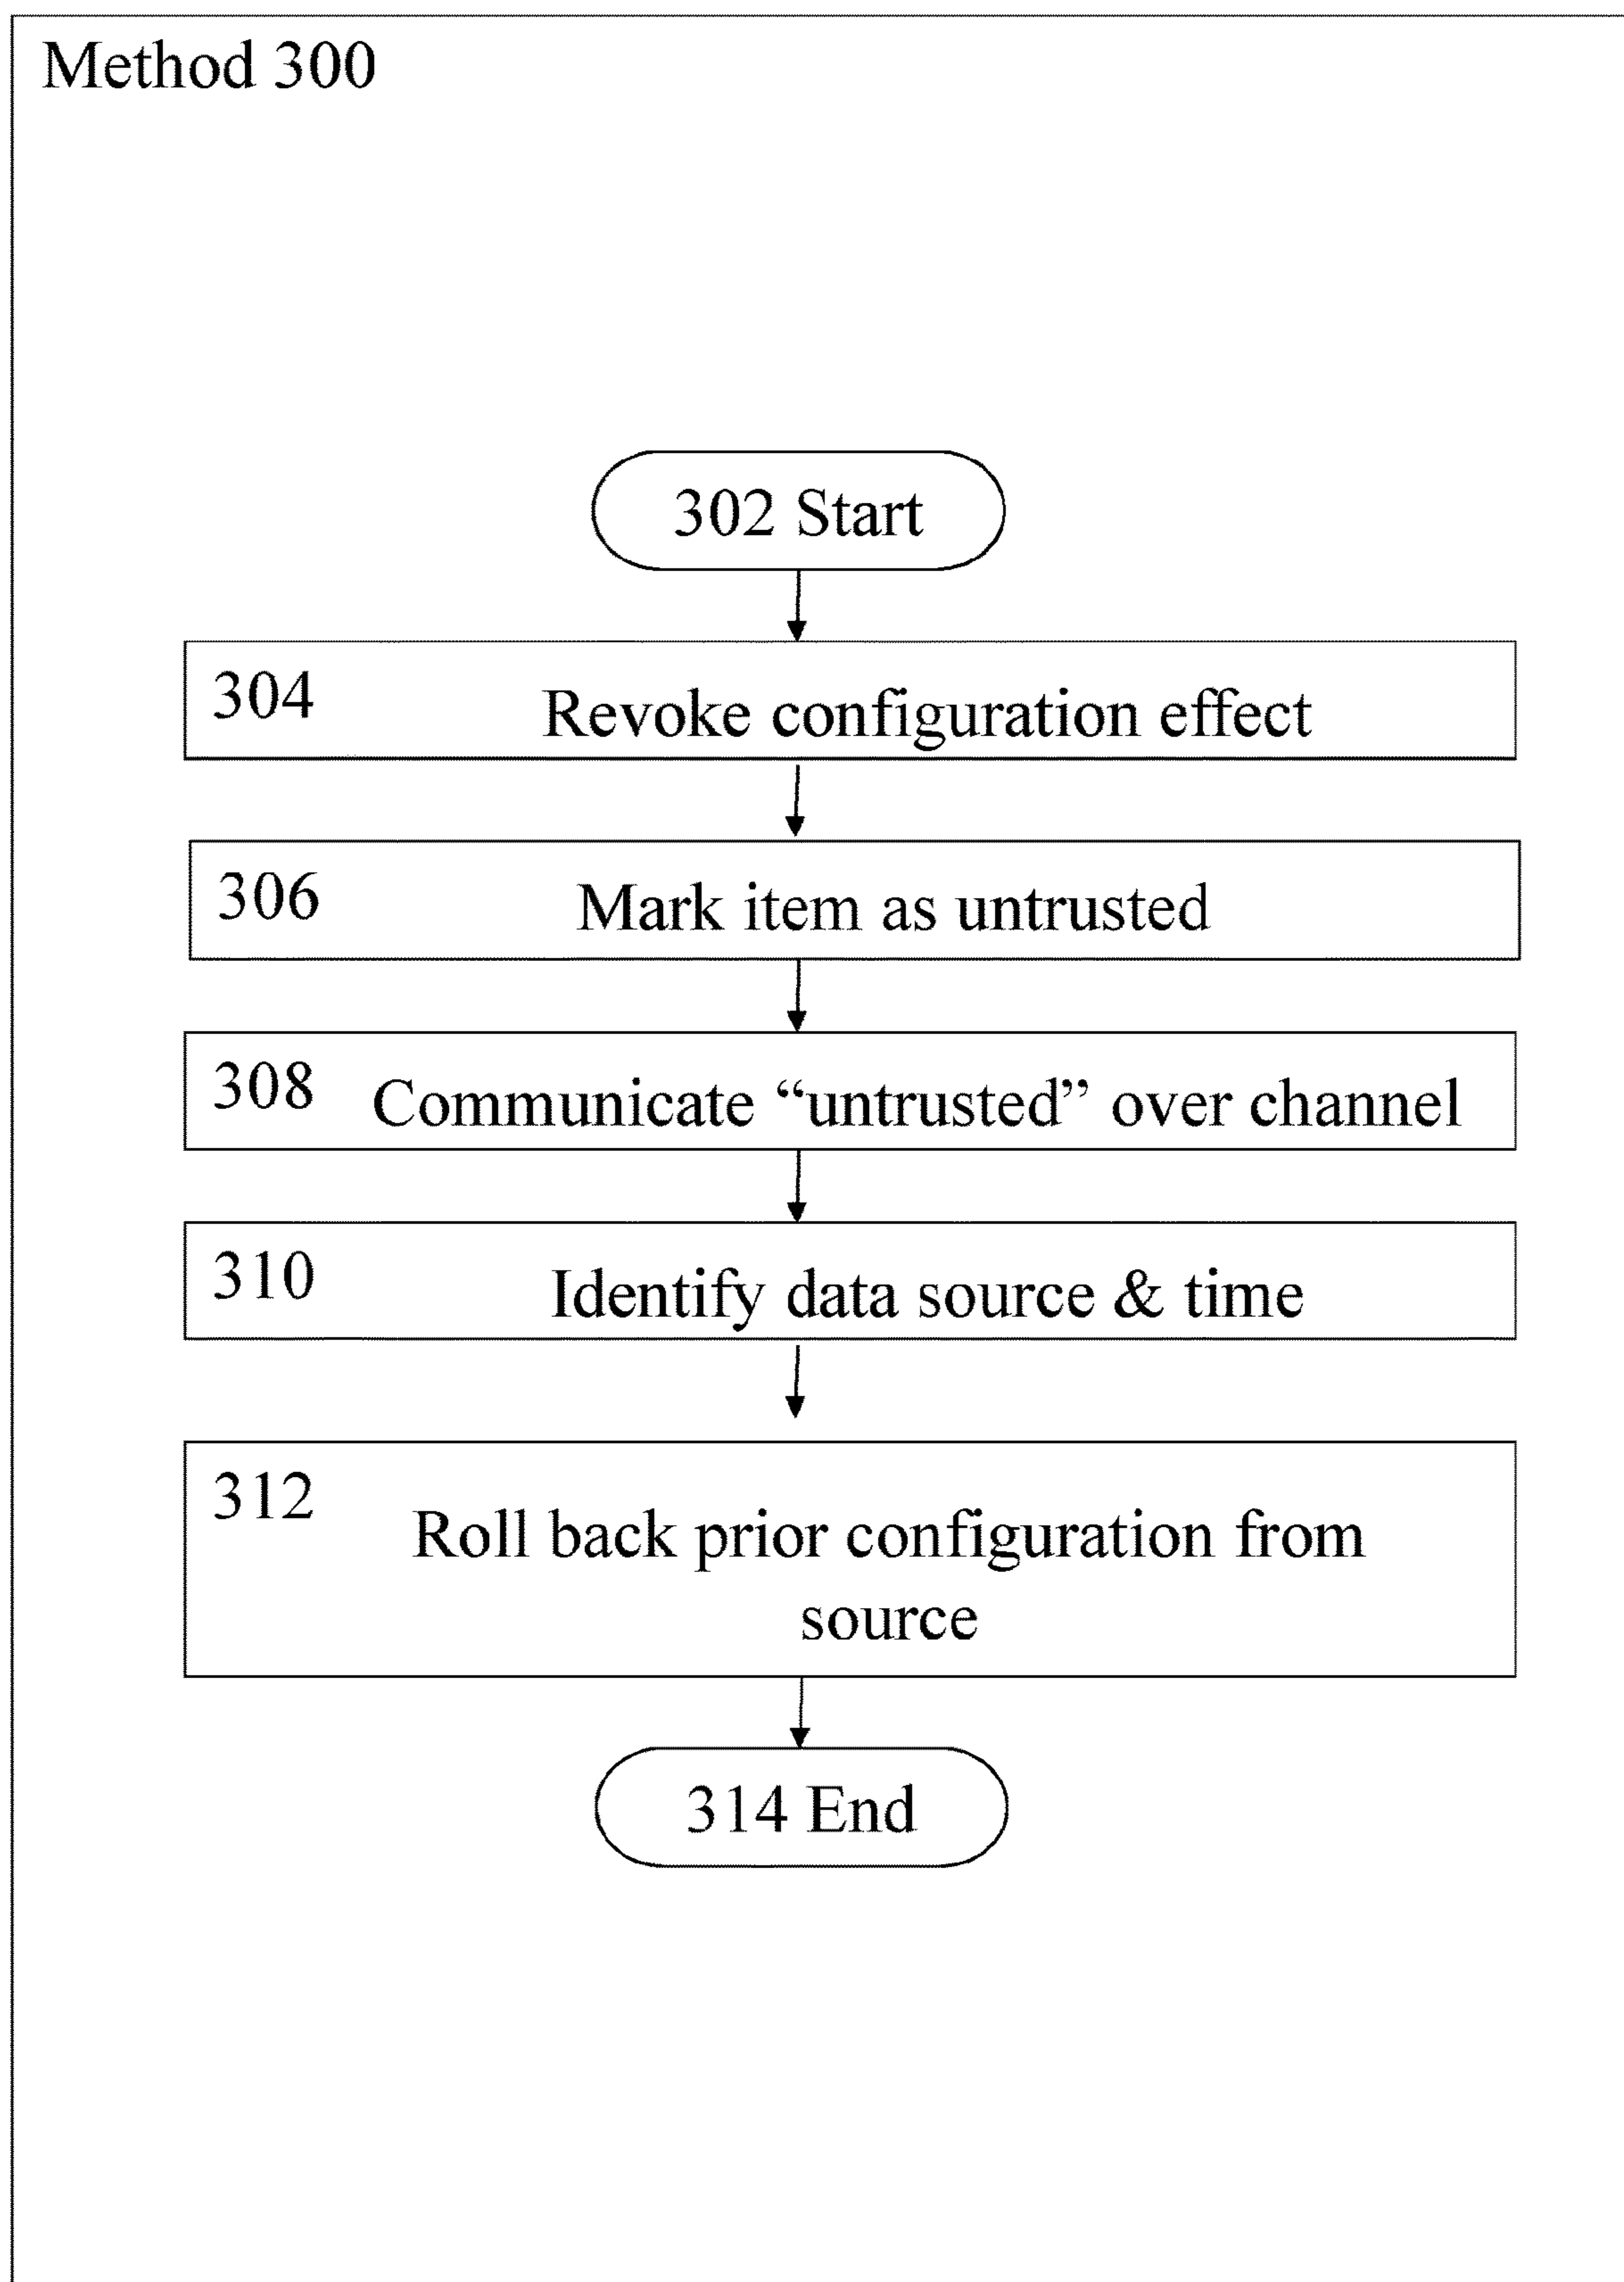 Method 300
302 Start
304 Revoke configuration effect
306 Mark item as untrusted
308 Communicate “untrusted” over channel
310 Identify data source & time
312 Roll back prior configuration from
source
314 End